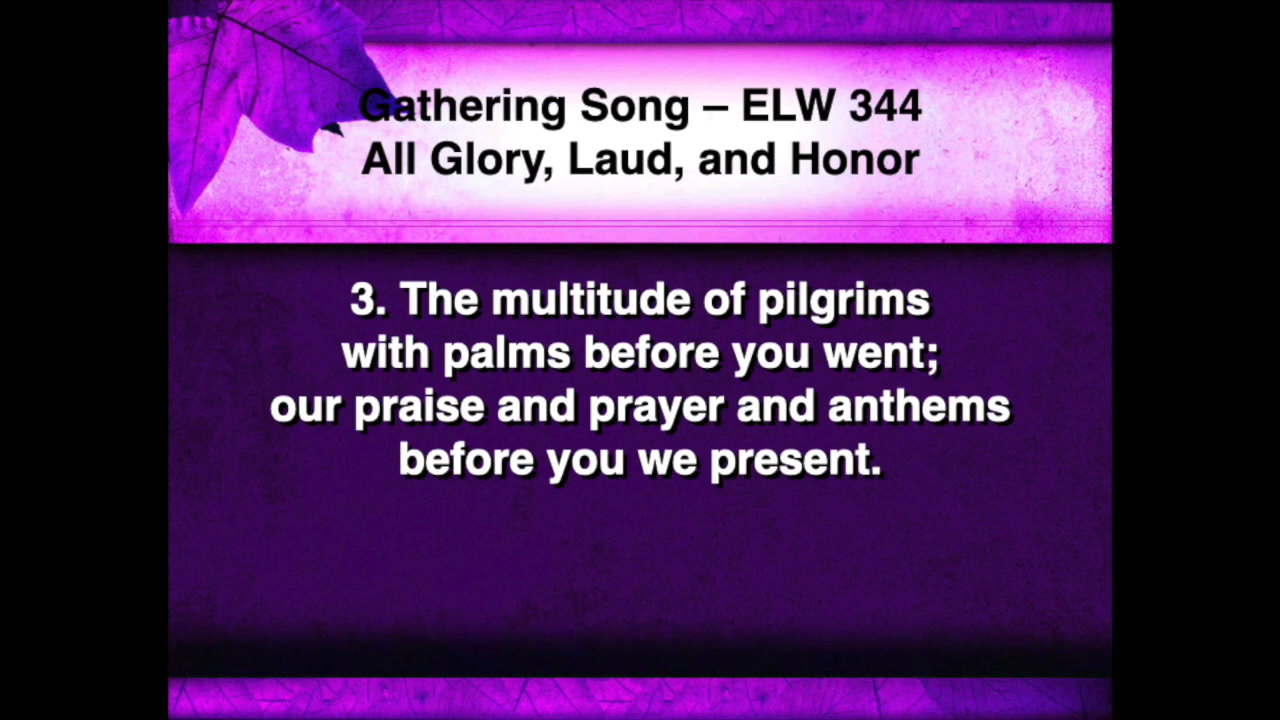 Gathering Song – ELW 344
All Glory, Laud, and Honor
3. The multitude of pilgrims
with palms before you went;
our praise and prayer and anthems
before you we present.